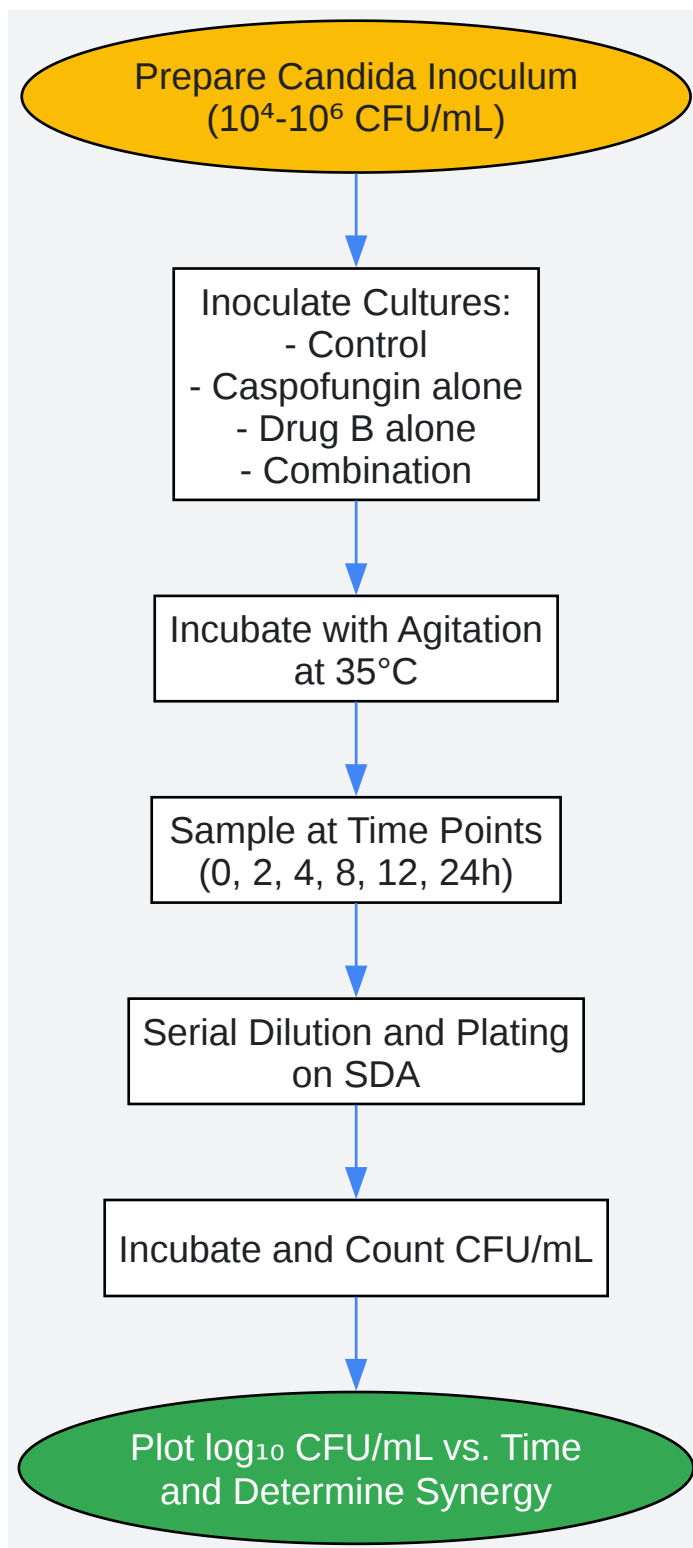 Prepare Candida Inoculum
(10⁴-10⁶ CFU/mL)
Inoculate Cultures:
- Control
- Caspofungin alone
- Drug B alone
- Combination
Incubate with Agitation
at 35°C
Sample at Time Points
(0, 2, 4, 8, 12, 24h)
Serial Dilution and Plating
on SDA
Incubate and Count CFU/mL
Plot log₁₀ CFU/mL vs. Time
and Determine Synergy